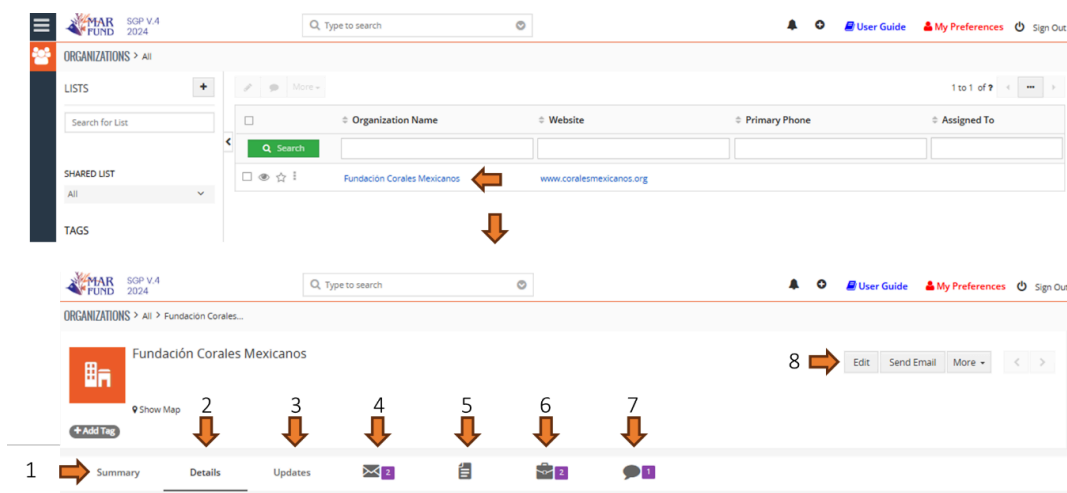 MAR FUND SGP V.4 2024
Type to search
User Guide
My Preferences
Sign Out
ORGANIZATIONS > All
LISTS
+
More
1 to 1 of ?
Search for List
Organization Name
Website
Primary Phone
Assigned To
Search
SHARED LIST
All
Fundación Corales Mexicanos
www.coralesmexicanos.org
TAGS
MAR FUND SGP V.4 2024
Type to search
User Guide
My Preferences
Sign Out
ORGANIZATIONS > All > Fundación Corales...
Fundación Corales Mexicanos
8
Edit
Send Email
More
Show Map
+Add Tag
2
3
4
5
6
7
1
Summary
Details
Updates
2
2
1